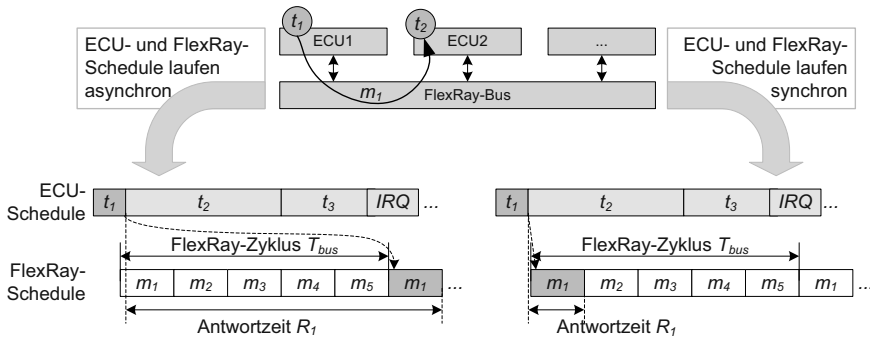 t1
t2
ECU- und FlexRay-
Schedule laufen
asynchron
ECU1
ECU2
...
ECU- und FlexRay-
Schedule laufen
synchron
m1
FlexRay-Bus
ECU-
Schedule
t1
t2
t3
IRQ
...
t1
t2
t3
IRQ
...
FlexRay-Zyklus Tbus
FlexRay-Zyklus Tbus
FlexRay-
Schedule
m1
m2
m3
m4
m5
m1
...
m1
m2
m3
m4
m5
m1
...
Antwortzeit R1
Antwortzeit R1